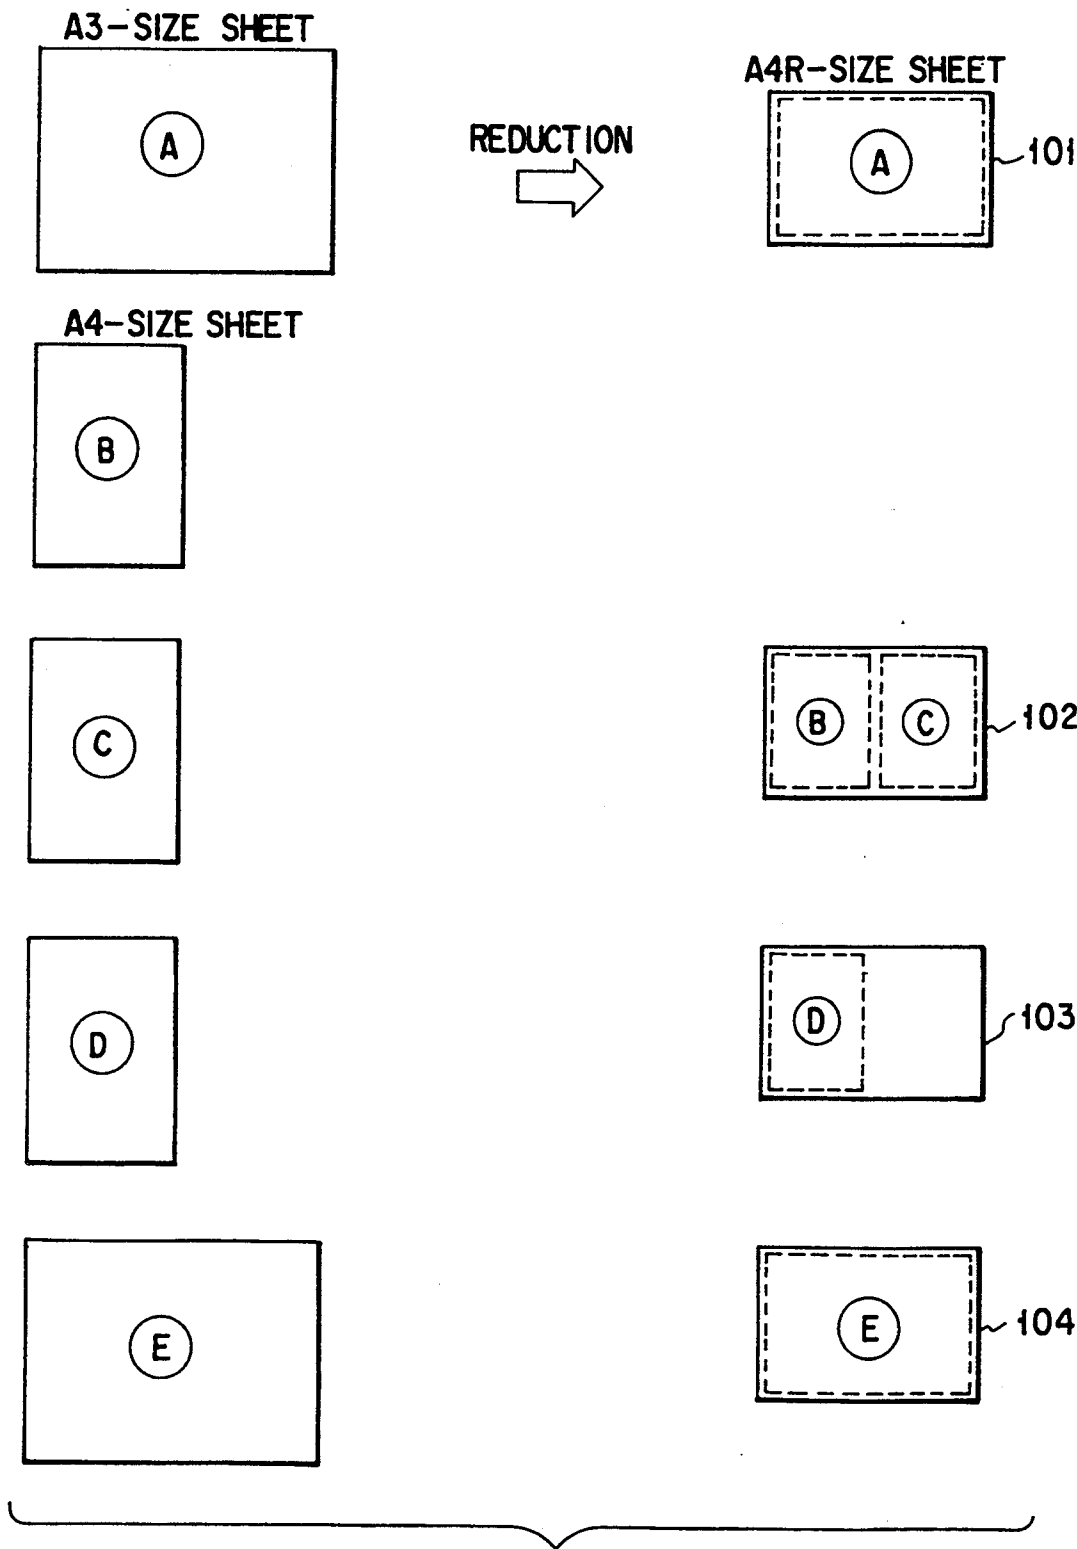 A3-SIZE SHEET
A
REDUCTION
A4R-SIZE SHEET
A
101
A4-SIZE SHEET
B
C
B
C
102
D
D
103
E
E
104